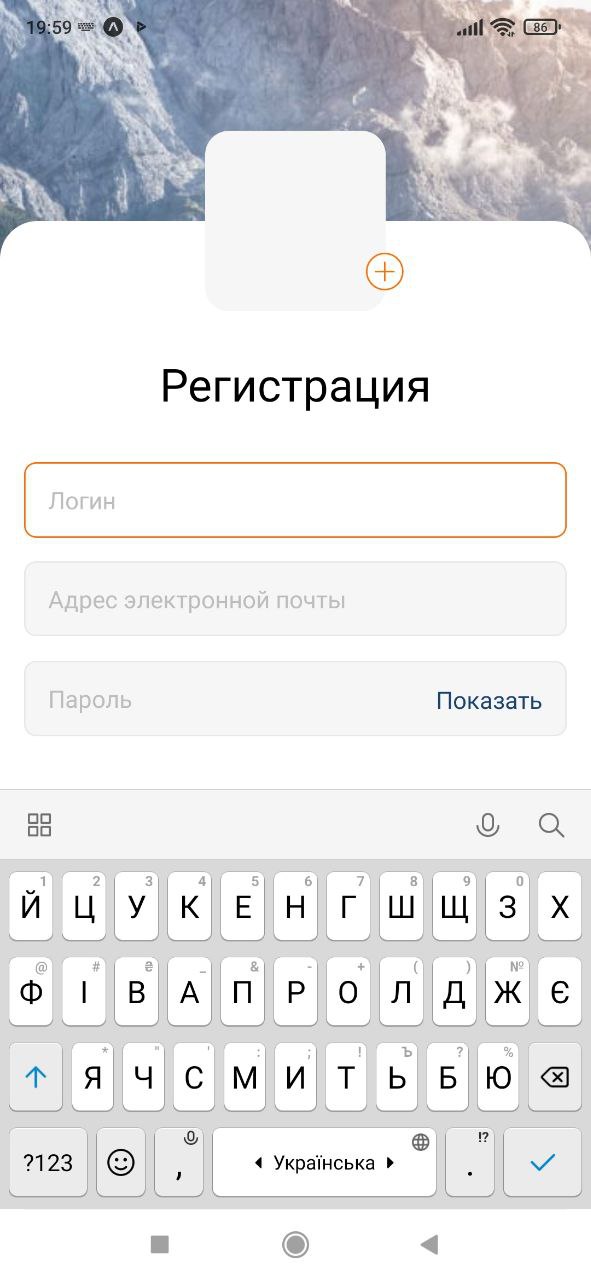 19:59 86
Регистрация
Логин
Адрес электронной почты
Пароль Показать
1 2 3 4 5 6 7 8 9 0
Й Ц У К Е Н Г Ш Щ З Х
@ # ₴ _ & - + ( ) №
Ф І В А П Р О Л Д Ж Є
* " ' : ; ! Ъ ? %
Я Ч С М И Т Ь Б Ю
!?
?123 , Українська .